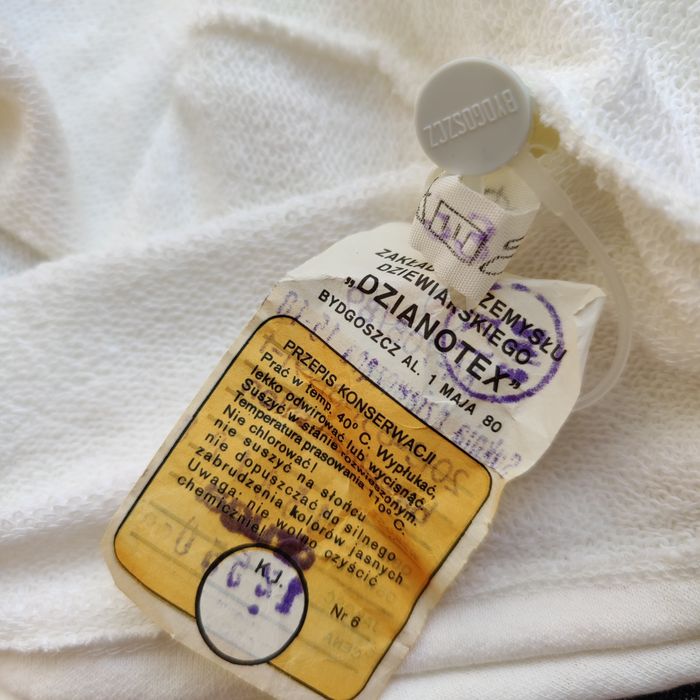 BYDGOSZCZ
ZAKŁAD PRZEMYSŁU
DZIEWIARSKIEGO
„DZIANOTEX”
BYDGOSZCZ AL. 1 MAJA 80
PRZEPIS KONSERWACJI
Prać w temp. 40° C. Wypłukać,
lekko odwirować lub wycisnąć.
Suszyć w stanie rozwieszonym.
Temperatura prasowania 110° C.
Nie chlorować!
nie suszyć na słońcu
nie dopuszczać do silnego
zabrudzenia kolorów jasnych
Uwaga: nie wolno czyścić
chemicznie!
K.J.
Nr 6